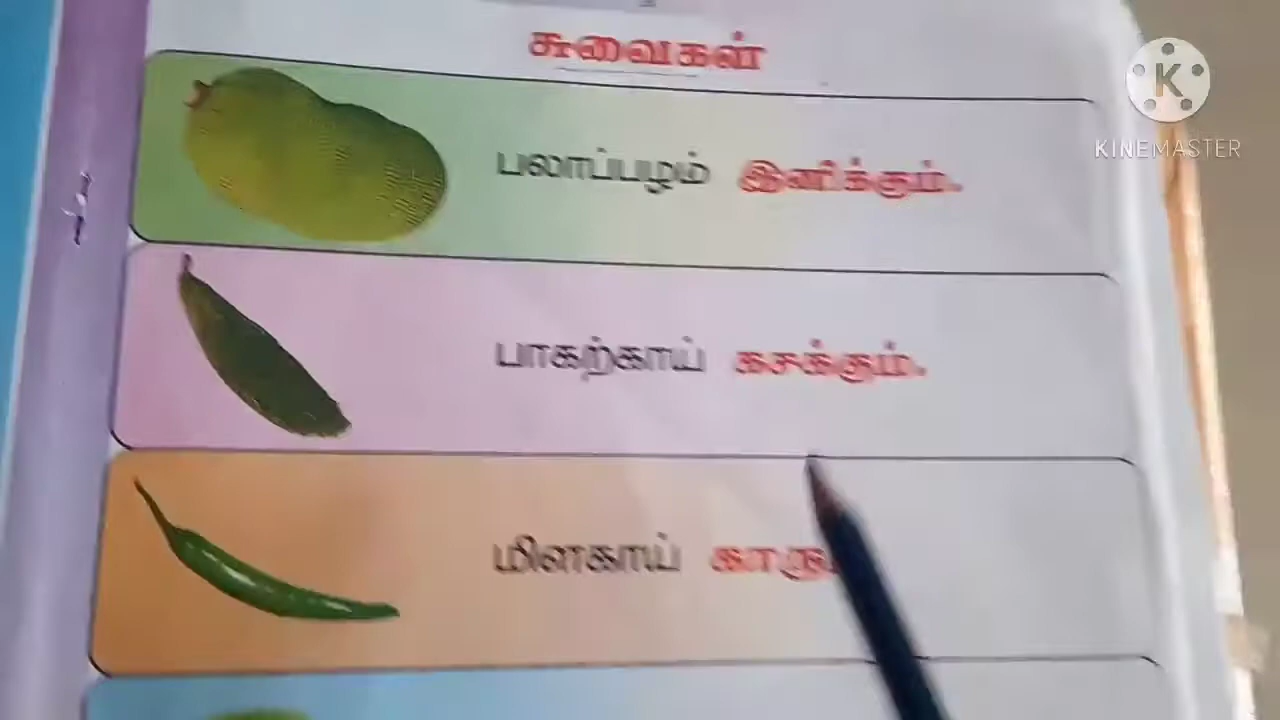 சுவைகள்
பலாப்பழம் இனிக்கும்.
பாகற்காய் கசக்கும்.
மிளகாய்
K
KINEMASTER